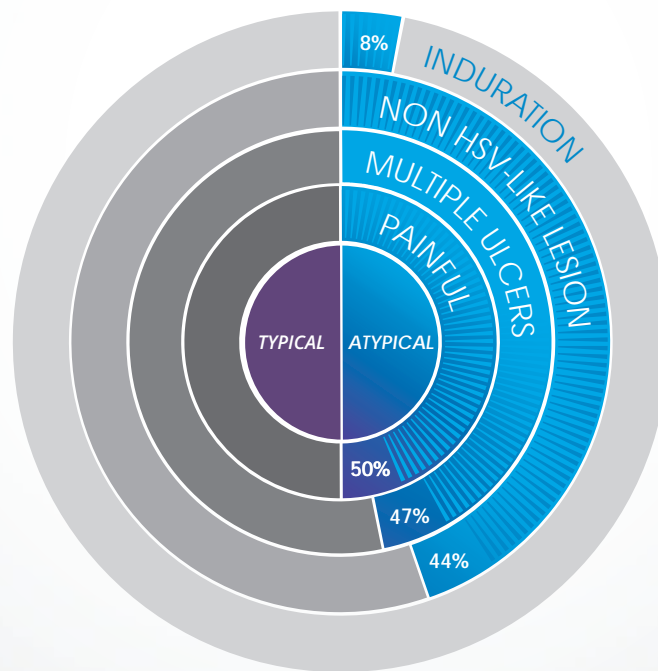 8%
INDURATION
NON HSV-LIKE LESION
MULTIPLE ULCERS
PAINFUL
TYPICAL
ATYPICAL
50%
47%
44%